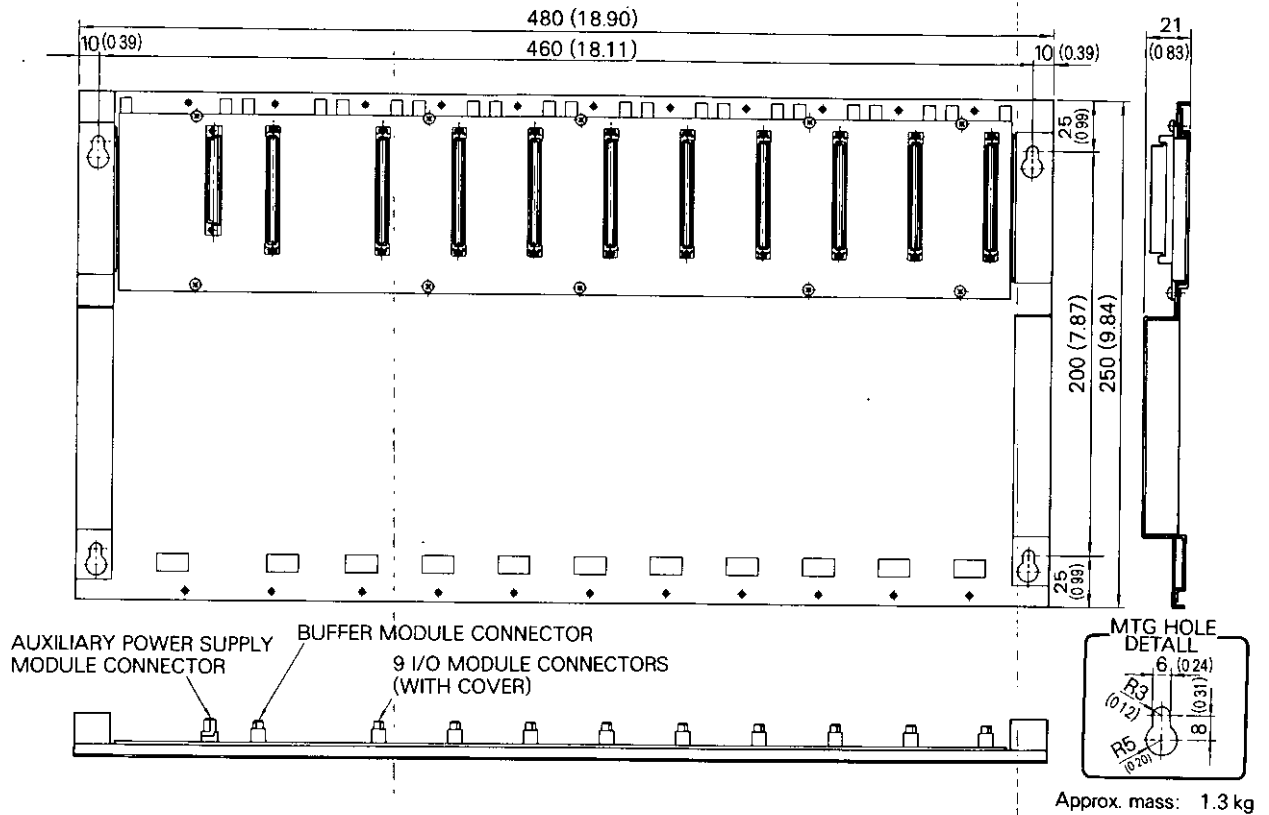 480 (18.90)
10 (0 39)
460 (18.11)
10 (0.39)
21
(0 83)
25
(0.99)
200 (7.87)
250 (9.84)
25
(0.99)
AUXILIARY POWER SUPPLY
MODULE CONNECTOR
BUFFER MODULE CONNECTOR
9 I/O MODULE CONNECTORS
(WITH COVER)
MTG HOLE
DETALL
6 (0 24)
R3
(0 12)
8
(0 31)
R5
(0 20)
Approx. mass: 1.3 kg